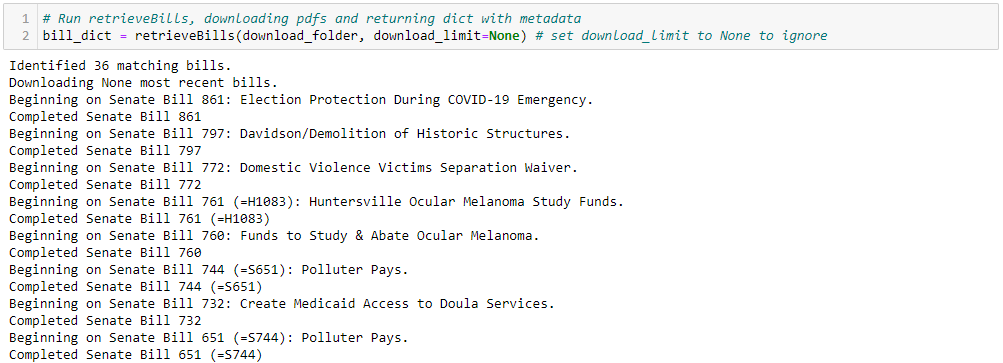 1 # Run retrieveBills, downloading pdfs and returning dict with metadata
2 bill_dict = retrieveBills(download_folder, download_limit=None) # set download_limit to None to ignore
Identified 36 matching bills.
Downloading None most recent bills.
Beginning on Senate Bill 861: Election Protection During COVID-19 Emergency.
Completed Senate Bill 861
Beginning on Senate Bill 797: Davidson/Demolition of Historic Structures.
Completed Senate Bill 797
Beginning on Senate Bill 772: Domestic Violence Victims Separation Waiver.
Completed Senate Bill 772
Beginning on Senate Bill 761 (=H1083): Huntersville Ocular Melanoma Study Funds.
Completed Senate Bill 761 (=H1083)
Beginning on Senate Bill 760: Funds to Study & Abate Ocular Melanoma.
Completed Senate Bill 760
Beginning on Senate Bill 744 (=S651): Polluter Pays.
Completed Senate Bill 744 (=S651)
Beginning on Senate Bill 732: Create Medicaid Access to Doula Services.
Completed Senate Bill 732
Beginning on Senate Bill 651 (=S744): Polluter Pays.
Completed Senate Bill 651 (=S744)